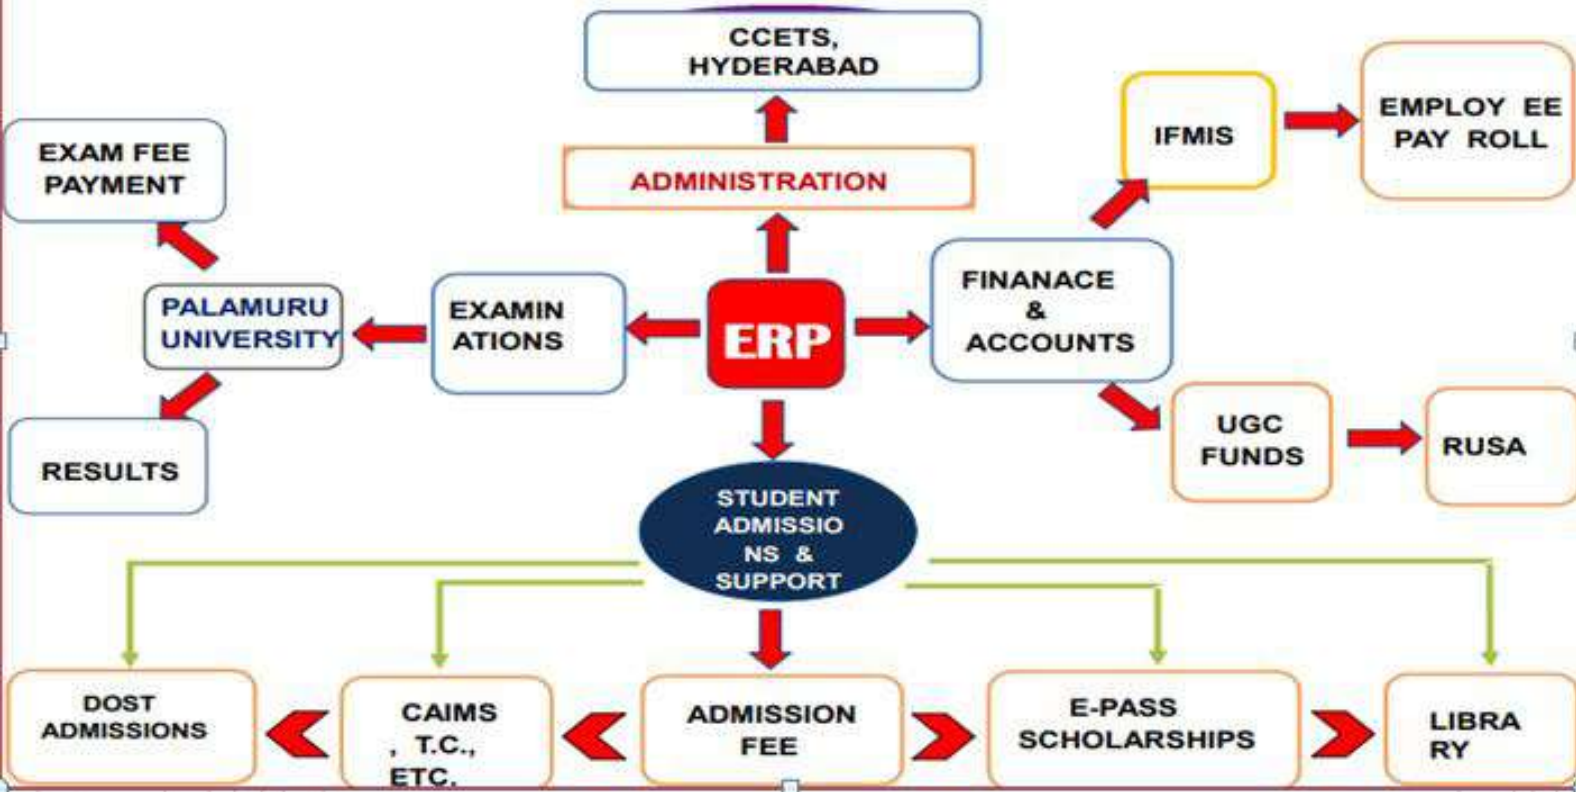 CCETS,
HYDERABAD
ADMINISTRATION
IFMIS
EMPLOY EE
PAY ROLL
EXAM FEE
PAYMENT
PALAMURU
UNIVERSITY
EXAMIN
ATIONS
ERP
FINANACE
&
ACCOUNTS
RESULTS
UGC
FUNDS
RUSA
STUDENT
ADMISSIO
NS &
SUPPORT
DOST
ADMISSIONS
CAIMS
, T.C.,
ETC.
ADMISSION
FEE
E-PASS
SCHOLARSHIPS
LIBRA
RY